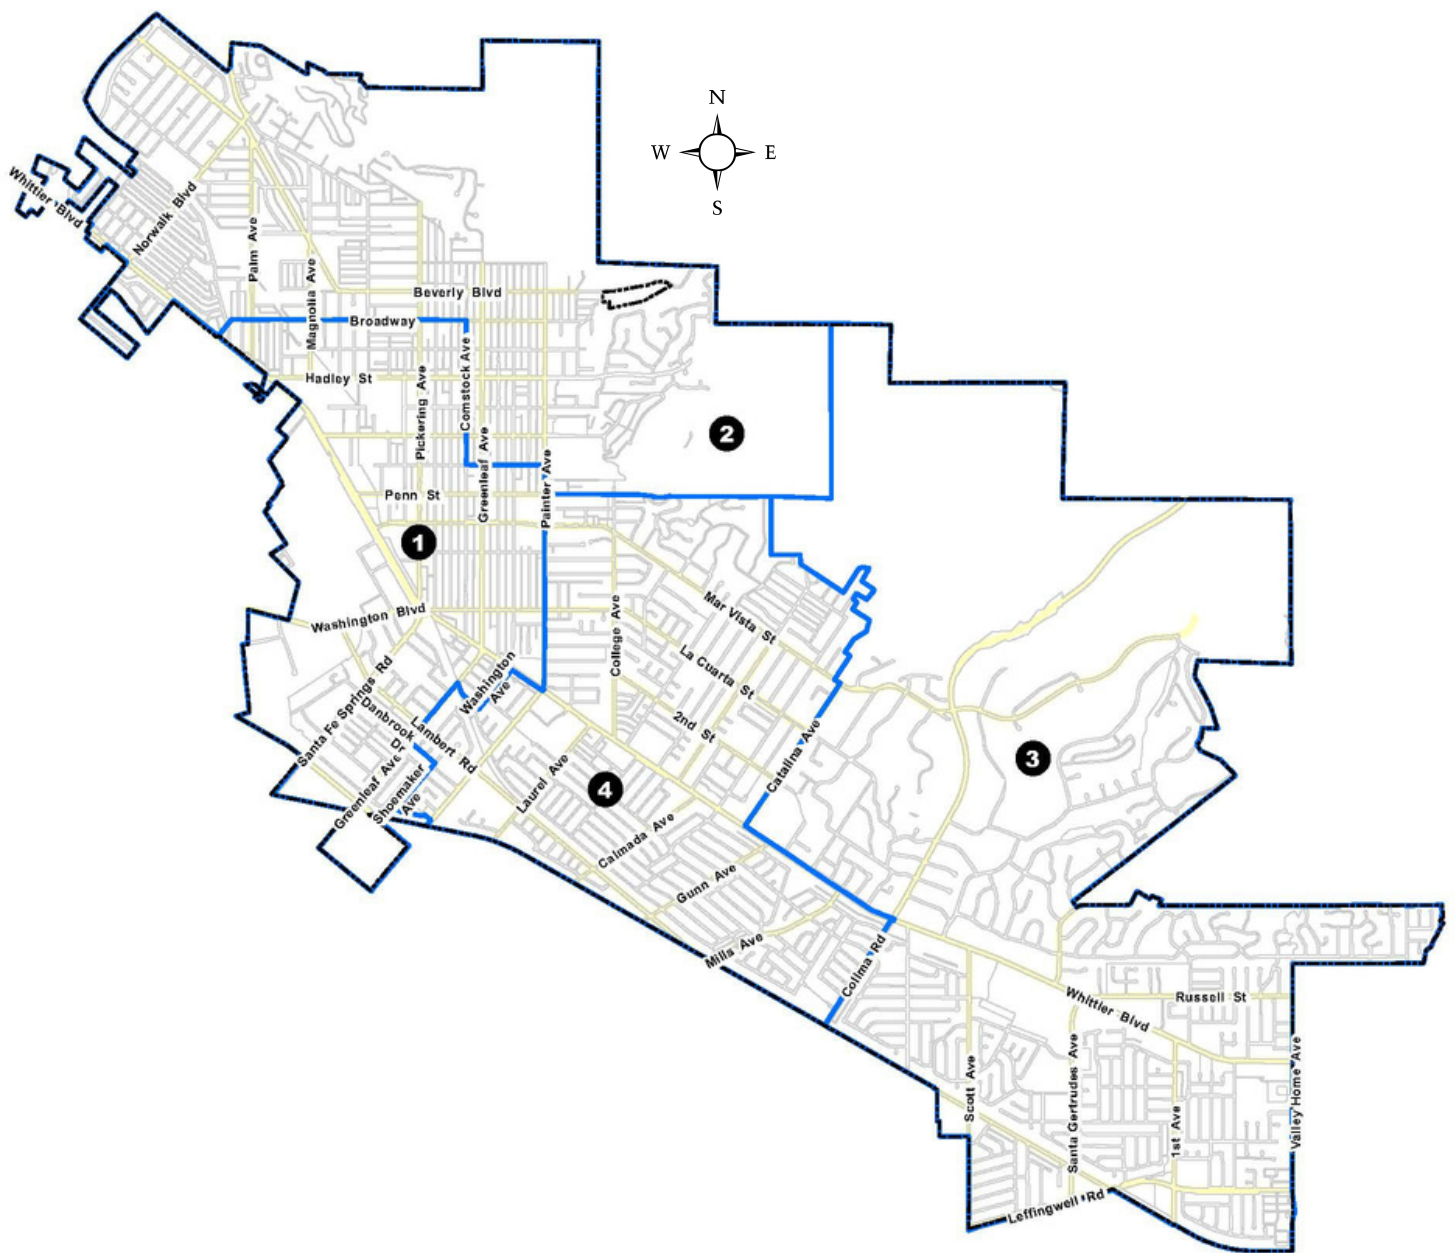 N
W
E
S
Whittier Blvd
Norwalk Blvd
Palm Ave
Magnolia Ave
Beverly Blvd
Broadway
Hadley St
Pickering Ave
Comstock Ave
Greenleaf Ave
Painter Ave
2
Penn St
1
Washington Blvd
College Ave
Mar Vista St
La Cuarta St
2nd St
Catalina Ave
Santa Fe Springs Rd
Washington
Ave
Danbrook
Dr
Lambert Rd
Greenleaf Ave
Shoemaker
Ave
Laurel Ave
4
3
Calmada Ave
Gunn Ave
Mills Ave
Colima Rd
Whittier Blvd
Russell St
Scott Ave
Santa Gertrudes Ave
1st Ave
Valley Home Ave
Leffingwell Rd